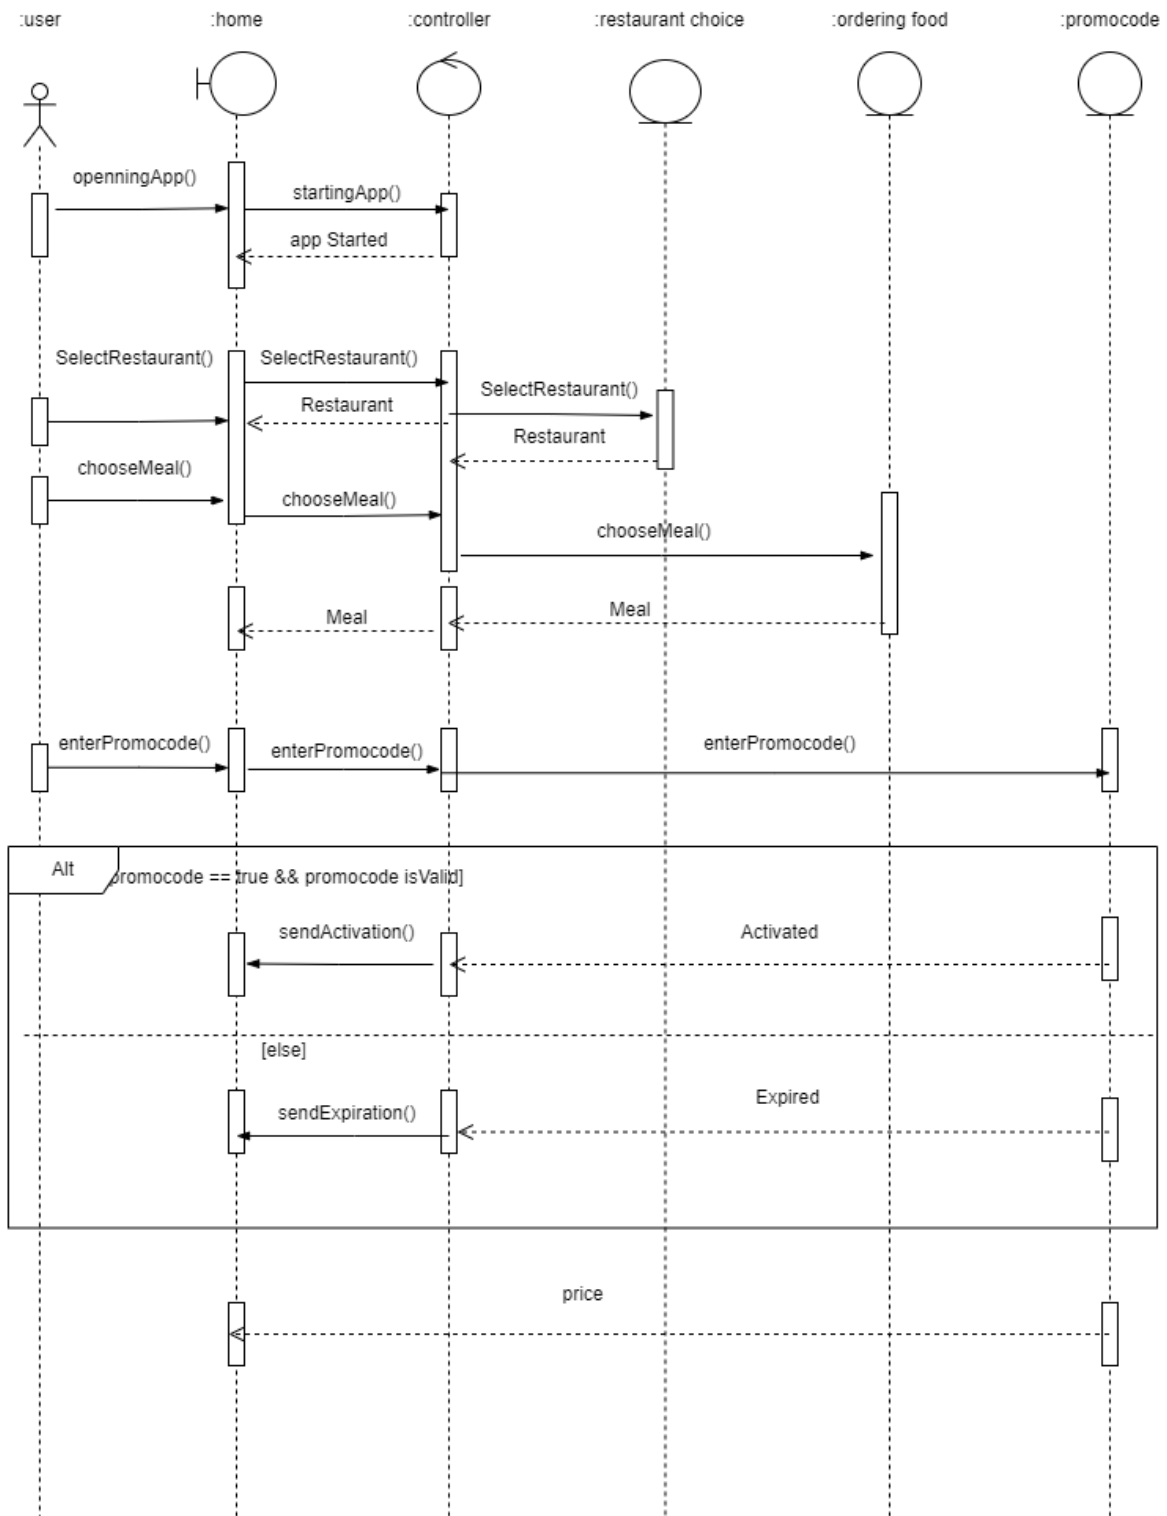 :user
:home
:controller
:restaurant choice
:ordering food
:promocode
openningApp()
startingApp()
app Started
SelectRestaurant()
SelectRestaurant()
SelectRestaurant()
Restaurant
Restaurant
chooseMeal()
chooseMeal()
chooseMeal()
Meal
Meal
enterPromocode()
enterPromocode()
enterPromocode()
Alt
promocode == true && promocode isValid]
sendActivation()
Activated
[else]
sendExpiration()
Expired
price